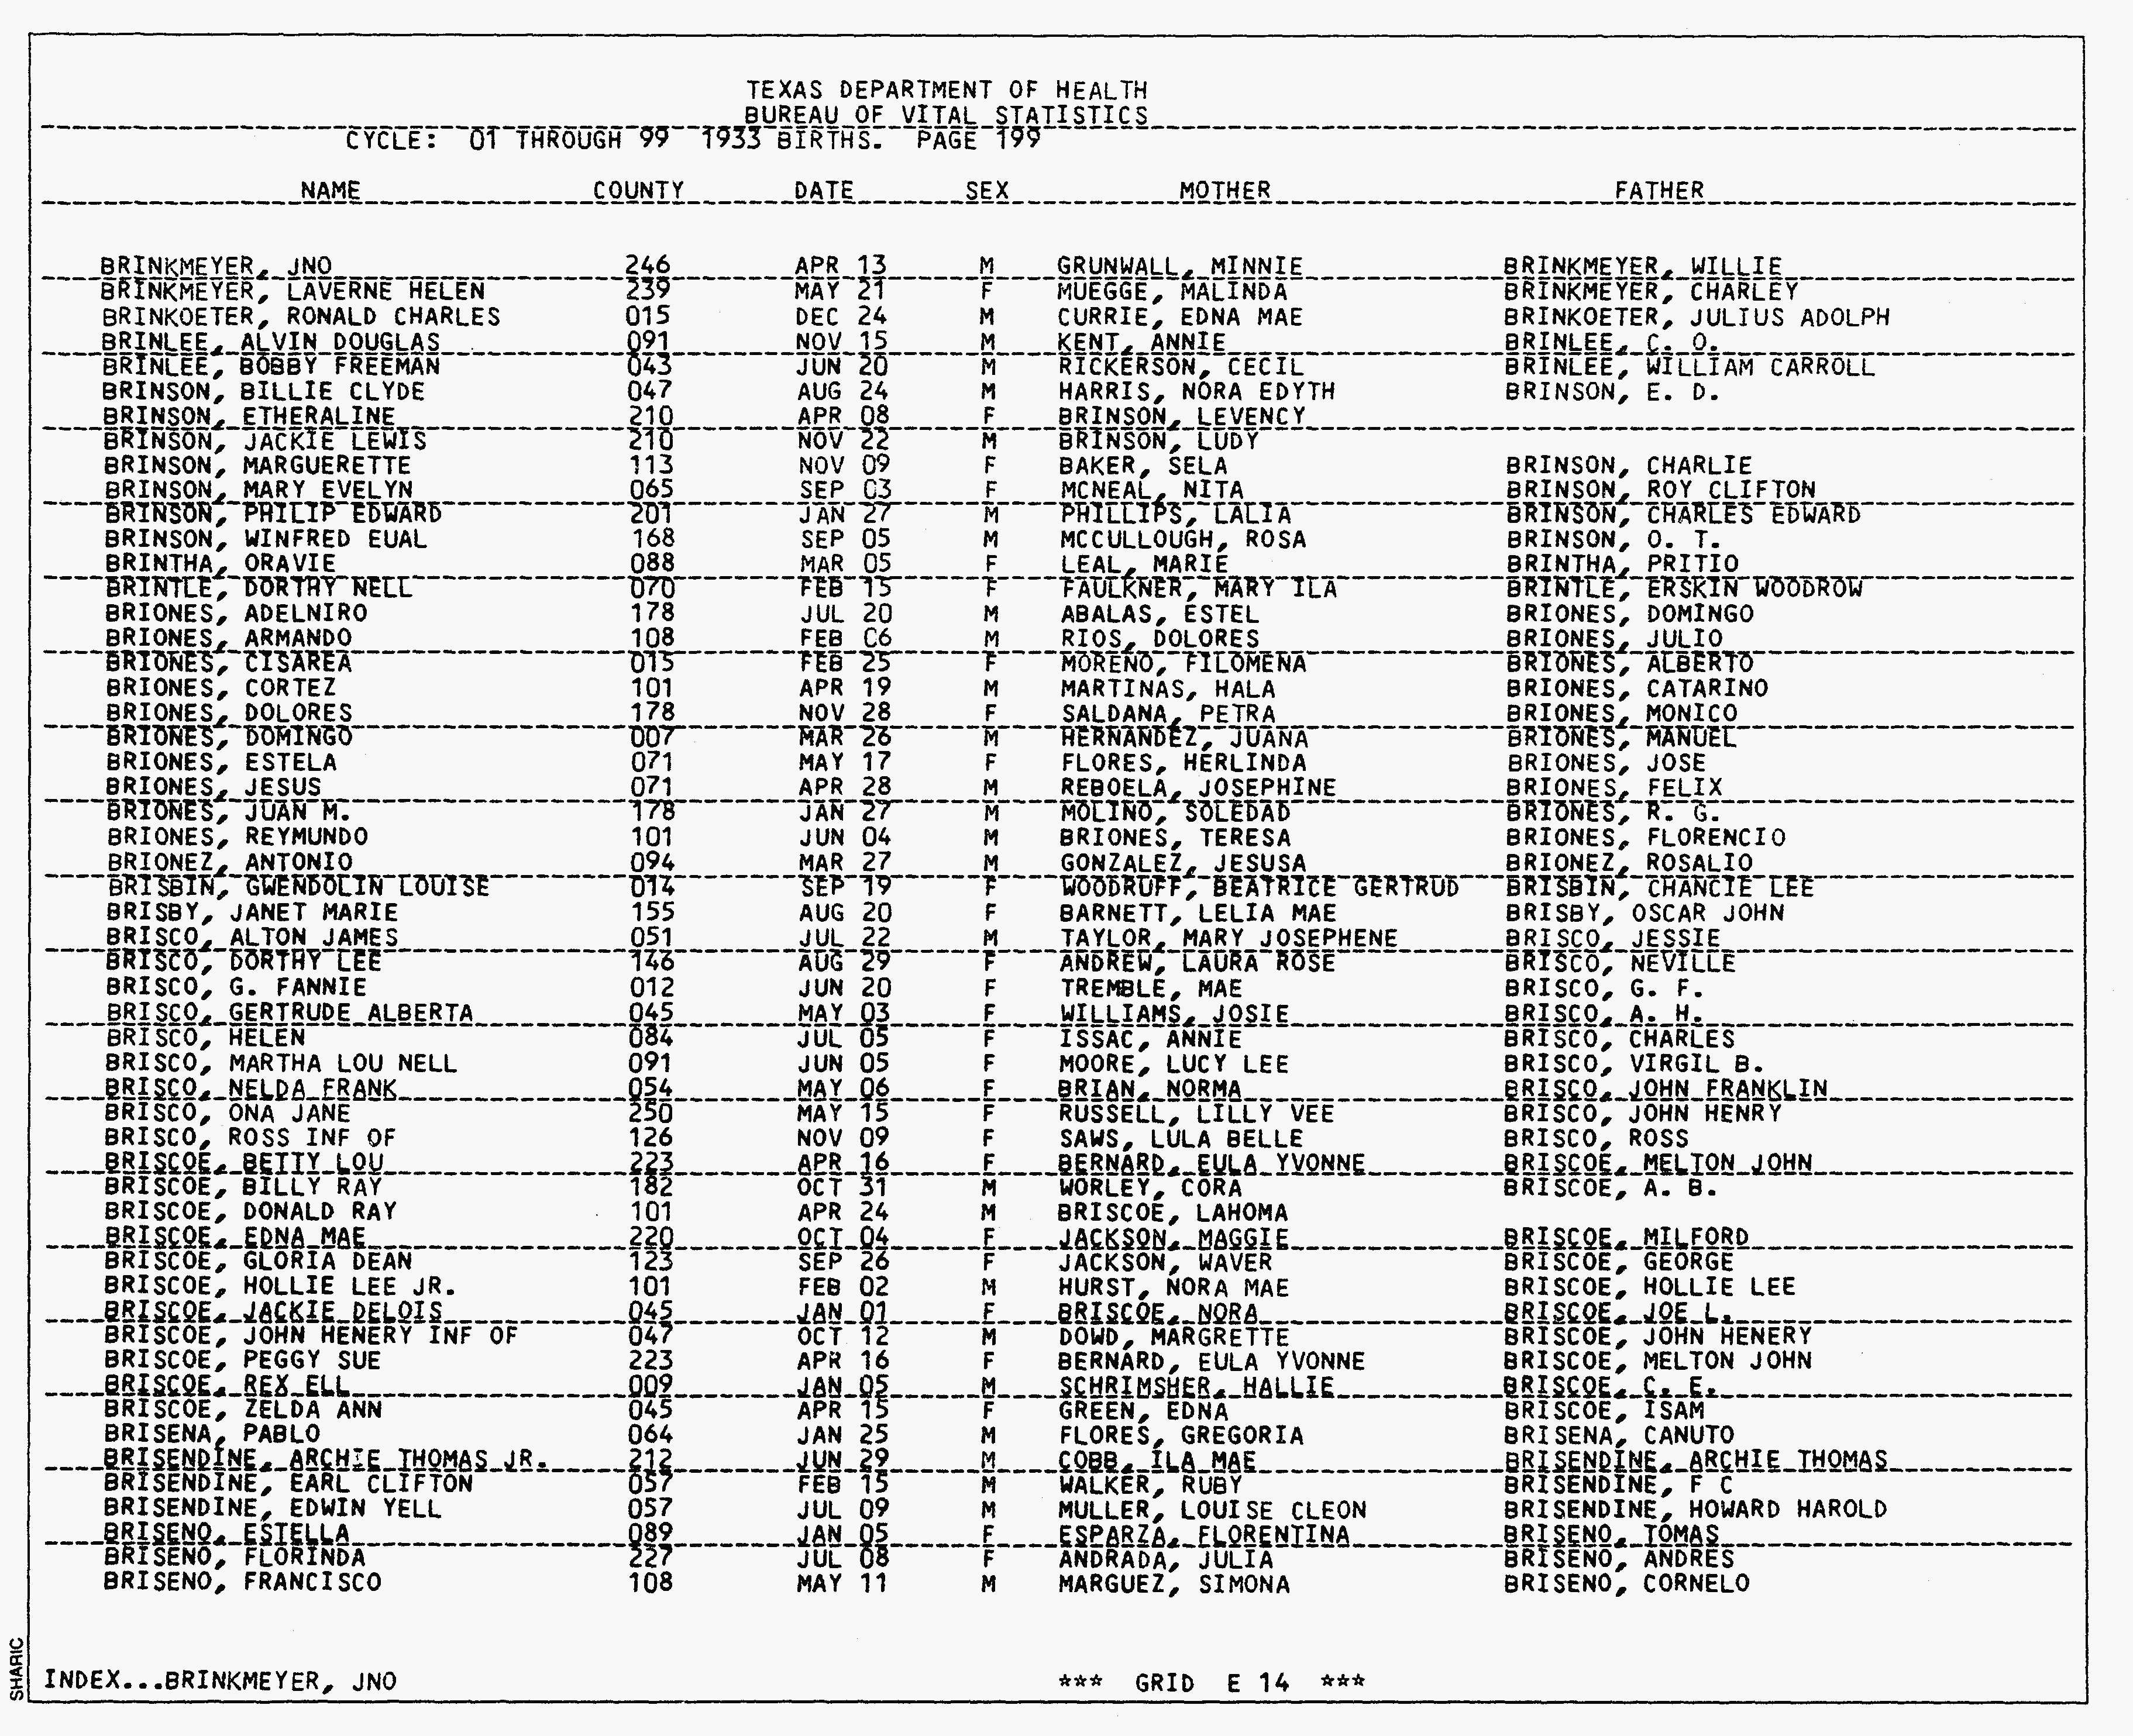 TEXAS DEPARTMENT OF HEALTH
BUREAU OF VITAL STATISTICS
CYCLE: 01 THROUGH 99 1933 BIRTHS. PAGE 199
NAME COUNTY DATE SEX MOTHER FATHER
BRINKMEYER, JNO 246 APR 13 M GRUNWALL, MINNIE BRINKMEYER, WILLIE
BRINKMEYER, LAVERNE HELEN 239 MAY 21 F MUEGGE, MALINDA BRINKMEYER, CHARLEY
BRINKOETER, RONALD CHARLES 015 DEC 24 M CURRIE, EDNA MAE BRINKOETER, JULIUS ADOLPH
BRINLEE, ALVIN DOUGLAS 091 NOV 15 M KENT, ANNIE BRINLEE, C. O.
BRINLEE, BOBBY FREEMAN 043 JUN 20 M RICKERSON, CECIL BRINLEE, WILLIAM CARROLL
BRINSON, BILLIE CLYDE 047 AUG 24 M HARRIS, NORA EDYTH BRINSON, E. D.
BRINSON, ETHERALINE 210 APR 08 F BRINSON, LEVENCY
BRINSON, JACKIE LEWIS 210 NOV 22 M BRINSON, LUDY
BRINSON, MARGUERETTE 113 NOV 09 F BAKER, SELA BRINSON, CHARLIE
BRINSON, MARY EVELYN 065 SEP 03 F MCNEAL, NITA BRINSON, ROY CLIFTON
BRINSON, PHILIP EDWARD 201 JAN 27 M PHILLIPS, LALIA BRINSON, CHARLES EDWARD
BRINSON, WINFRED EUAL 168 SEP 05 M MCCULLOUGH, ROSA BRINSON, O. T.
BRINTHA, ORAVIE 088 MAR 05 F LEAL, MARIE BRINTHA, PRITIO
BRINTLE, DORTHY NELL 070 FEB 15 F FAULKNER, MARY ILA BRINTLE, ERSKIN WOODROW
BRIONES, ADELNIRO 178 JUL 20 M ABALAS, ESTEL BRIONES, DOMINGO
BRIONES, ARMANDO 108 FEB C6 M RIOS, DOLORES BRIONES, JULIO
BRIONES, CISAREA 015 FEB 25 F MORENO, FILOMENA BRIONES, ALBERTO
BRIONES, CORTEZ 101 APR 19 M MARTINAS, HALA BRIONES, CATARINO
BRIONES, DOLORES 178 NOV 28 F SALDANA, PETRA BRIONES, MONICO
BRIONES, DOMINGO 007 MAR 26 M HERNANDEZ, JUANA BRIONES, MANUEL
BRIONES, ESTELA 071 MAY 17 F FLORES, HERLINDA BRIONES, JOSE
BRIONES, JESUS 071 APR 28 M REBOELA, JOSEPHINE BRIONES, FELIX
BRIONES, JUAN M. 178 JAN 27 M MOLINO, SOLEDAD BRIONES, R. G.
BRIONES, REYMUNDO 101 JUN 04 M BRIONES, TERESA BRIONES, FLORENCIO
BRIONEZ, ANTONIO 094 MAR 27 M GONZALEZ, JESUSA BRIONEZ, ROSALIO
BRISBIN, GWENDOLIN LOUISE 014 SEP 19 F WOODRUFF, BEATRICE GERTRUD BRISBIN, CHANCIE LEE
BRISBY, JANET MARIE 155 AUG 20 F BARNETT, LELIA MAE BRISBY, OSCAR JOHN
BRISCO, ALTON JAMES 051 JUL 22 M TAYLOR, MARY JOSEPHENE BRISCO, JESSIE
BRISCO, DORTHY LEE 146 AUG 29 F ANDREW, LAURA ROSE BRISCO, NEVILLE
BRISCO, G. FANNIE 012 JUN 20 F TREMBLE, MAE BRISCO, G. F.
BRISCO, GERTRUDE ALBERTA 045 MAY 03 F WILLIAMS, JOSIE BRISCO, A. H.
BRISCO, HELEN 084 JUL 05 F ISSAC, ANNIE BRISCO, CHARLES
BRISCO, MARTHA LOU NELL 091 JUN 05 F MOORE, LUCY LEE BRISCO, VIRGIL B.
BRISCO, NELDA FRANK 054 MAY 06 F BRIAN, NORMA BRISCO, JOHN FRANKLIN
BRISCO, ONA JANE 250 MAY 15 F RUSSELL, LILLY VEE BRISCO, JOHN HENRY
BRISCO, ROSS INF OF 126 NOV 09 F SAWS, LULA BELLE BRISCO, ROSS
BRISCOE, BETTY LOU 223 APR 16 F BERNARD, EULA YVONNE BRISCOE, MELTON JOHN
BRISCOE, BILLY RAY 182 OCT 31 M WORLEY, CORA BRISCOE, A. B.
BRISCOE, DONALD RAY 101 APR 24 M BRISCOE, LAHOMA
BRISCOE, EDNA MAE 220 OCT 04 F JACKSON, MAGGIE BRISCOE, MILFORD
BRISCOE, GLORIA DEAN 123 SEP 26 F JACKSON, WAVER BRISCOE, GEORGE
BRISCOE, HOLLIE LEE JR. 101 FEB 02 M HURST, NORA MAE BRISCOE, HOLLIE LEE
BRISCOE, JACKIE DELOIS 045 JAN 01 F BRISCOE, NORA BRISCOE, JOE L.
BRISCOE, JOHN HENERY INF OF 047 OCT 12 M DOWD, MARGRETTE BRISCOE, JOHN HENERY
BRISCOE, PEGGY SUE 223 APR 16 F BERNARD, EULA YVONNE BRISCOE, MELTON JOHN
BRISCOE, REX ELL 009 JAN 05 M SCHRIMSHER, HALLIE BRISCOE, C. E.
BRISCOE, ZELDA ANN 045 APR 15 F GREEN, EDNA BRISCOE, ISAM
BRISENA, PABLO 064 JAN 25 M FLORES, GREGORIA BRISENA, CANUTO
BRISENDINE, ARCHIE THOMAS JR. 212 JUN 29 M COBB, ILA MAE BRISENDINE, ARCHIE THOMAS
BRISENDINE, EARL CLIFTON 057 FEB 15 M WALKER, RUBY BRISENDINE, F C
BRISENDINE, EDWIN YELL 057 JUL 09 M MULLER, LOUISE CLEON BRISENDINE, HOWARD HAROLD
BRISENO, ESTELLA 089 JAN 05 F ESPARZA, FLORENTINA BRISENO, TOMAS
BRISENO, FLORINDA 227 JUL 08 F ANDRADA, JULIA BRISENO, ANDRES
BRISENO, FRANCISCO 108 MAY 11 M MARGUEZ, SIMONA BRISENO, CORNELO
SHARIC
INDEX...BRINKMEYER, JNO *** GRID E 14 ***